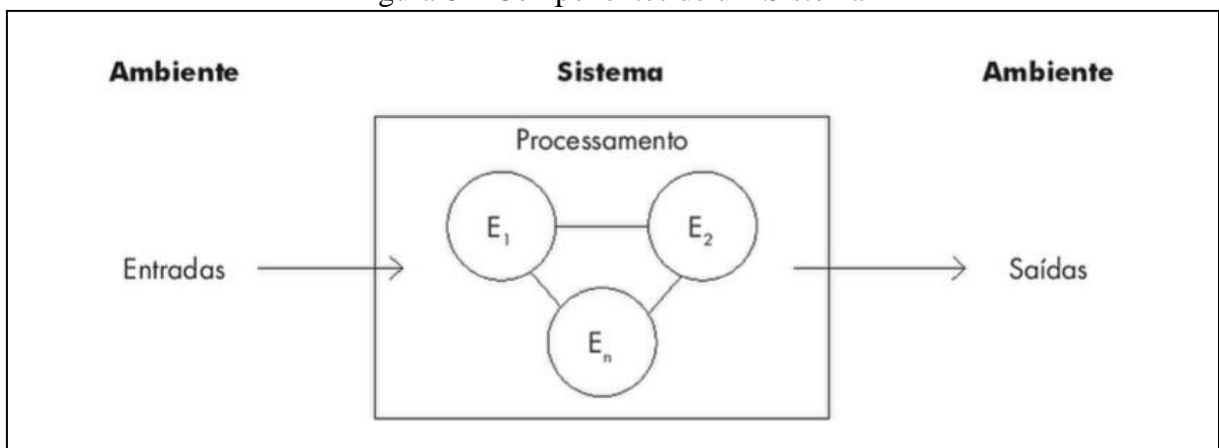 Ambiente Sistema Ambiente
Processamento
E₁ E₂
Entradas Saídas
Eₙ